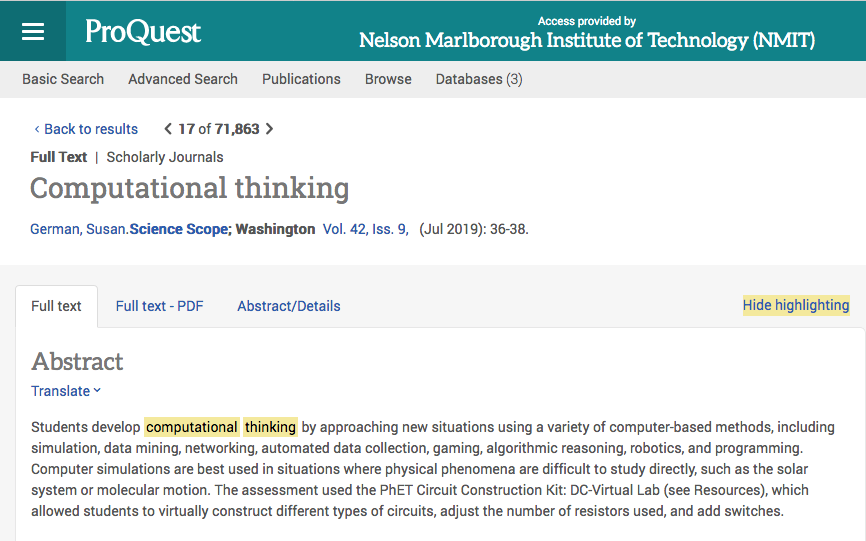 ProQuest
Access provided by
Nelson Marlborough Institute of Technology (NMIT)
Basic Search Advanced Search Publications Browse Databases (3)
‹ Back to results < 17 of 71,863 >
Full Text | Scholarly Journals
Computational thinking
German, Susan.Science Scope; Washington Vol. 42, Iss. 9, (Jul 2019): 36-38.
Full text Full text - PDF Abstract/Details Hide highlighting
Abstract
Translate
Students develop computational thinking by approaching new situations using a variety of computer-based methods, including
simulation, data mining, networking, automated data collection, gaming, algorithmic reasoning, robotics, and programming.
Computer simulations are best used in situations where physical phenomena are difficult to study directly, such as the solar
system or molecular motion. The assessment used the PhET Circuit Construction Kit: DC-Virtual Lab (see Resources), which
allowed students to virtually construct different types of circuits, adjust the number of resistors used, and add switches.